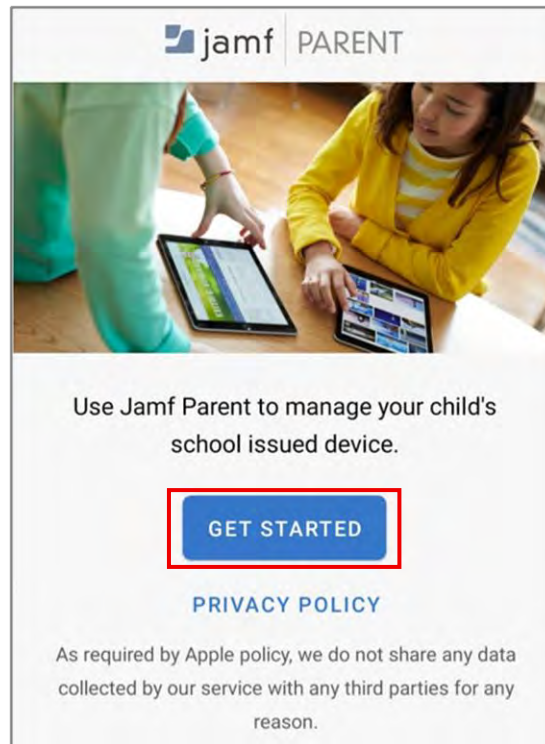 jamf PARENT
Use Jamf Parent to manage your child's
school issued device.
GET STARTED
PRIVACY POLICY
As required by Apple policy, we do not share any data
collected by our service with any third parties for any
reason.